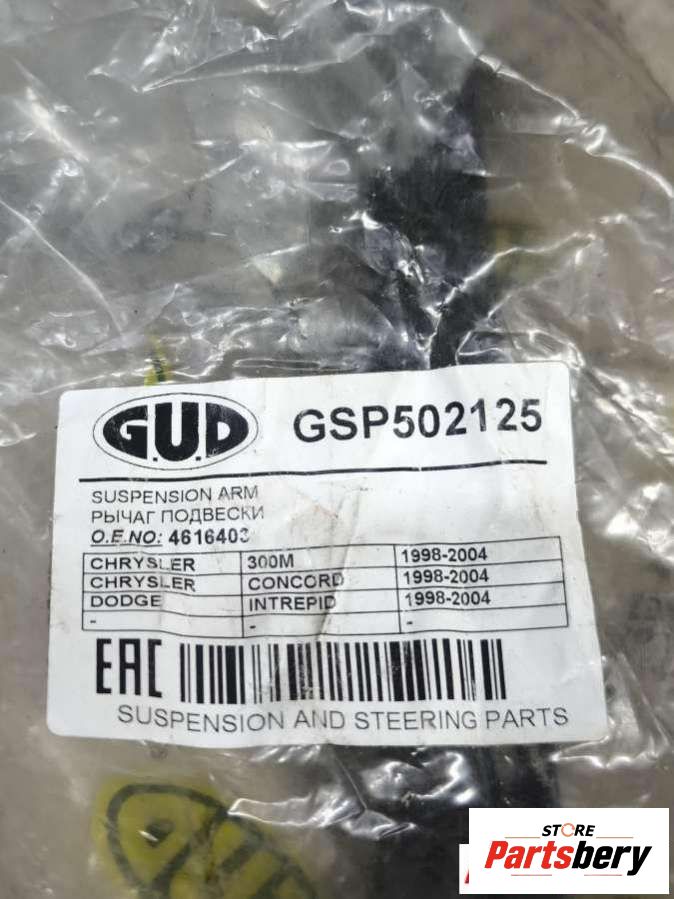 G.U.D GSP502125
SUSPENSION ARM
РЫЧАГ ПОДВЕСКИ
O.E.NO: 4616403
CHRYSLER 300M 1998-2004
CHRYSLER CONCORD 1998-2004
DODGE INTREPID 1998-2004
- - -
EAC
SUSPENSION AND STEERING PARTS
STORE
Partsbery